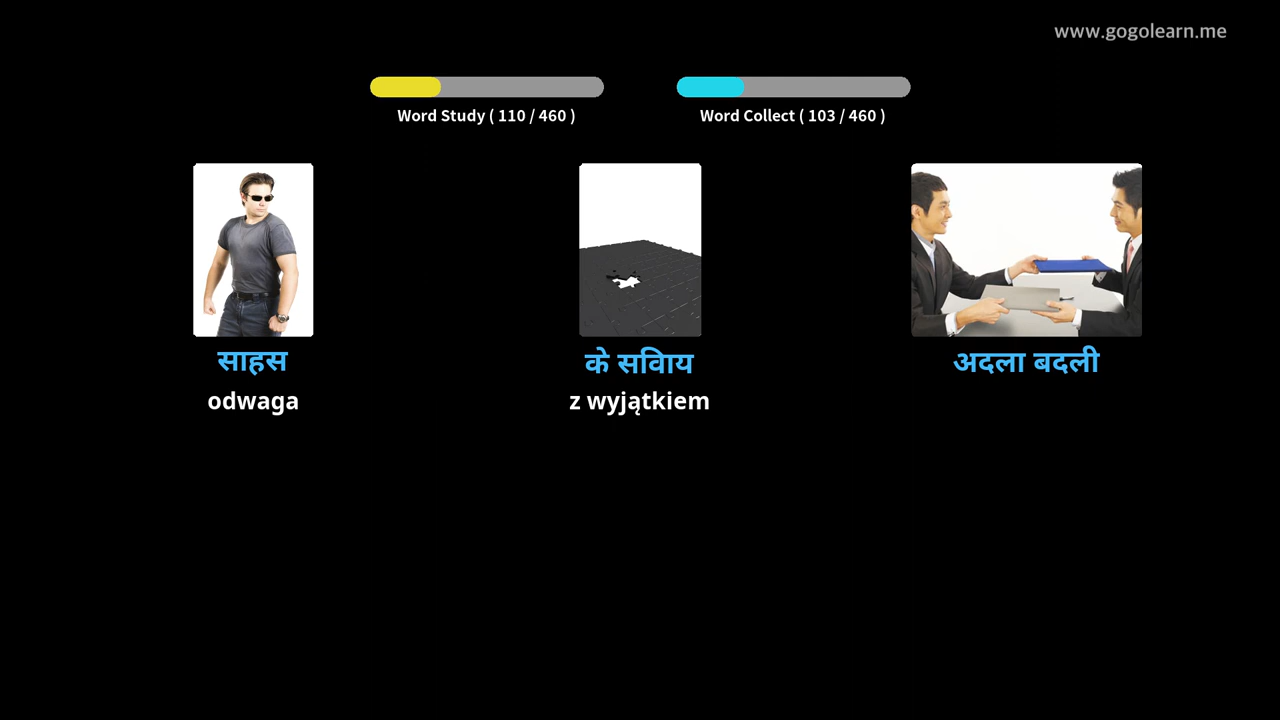 www.gogolearn.me
Word Study ( 110 / 460 )
Word Collect ( 103 / 460 )
साहस
odwaga
के सिवाय
z wyjątkiem
अदला बदली